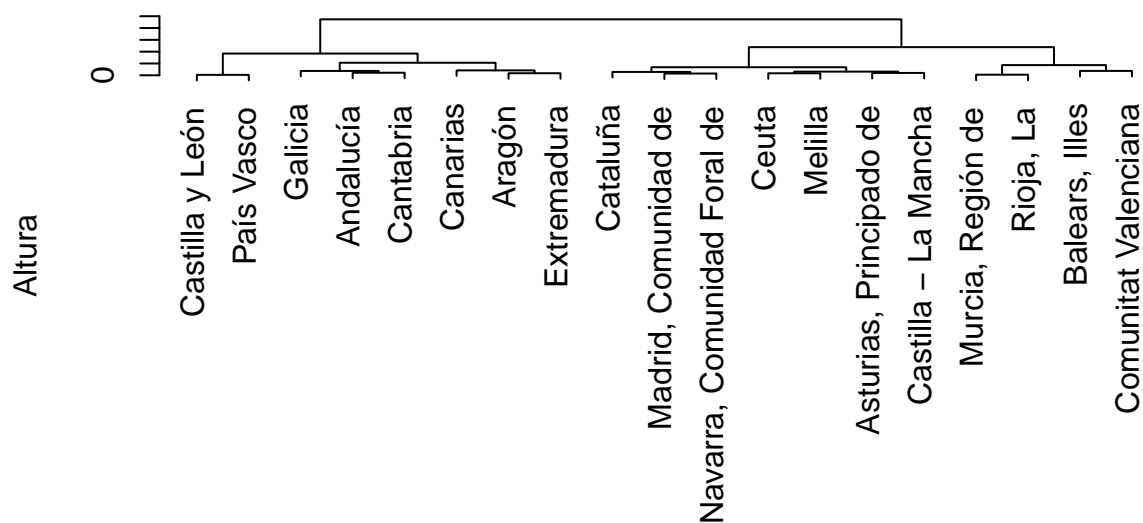 0
Altura
Castilla y León
País Vasco
Galicia
Andalucía
Cantabria
Canarias
Aragón
Extremadura
Cataluña
Madrid, Comunidad de
Navarra, Comunidad Foral de
Ceuta
Melilla
Asturias, Principado de
Castilla – La Mancha
Murcia, Región de
Rioja, La
Balears, Illes
Comunitat Valenciana